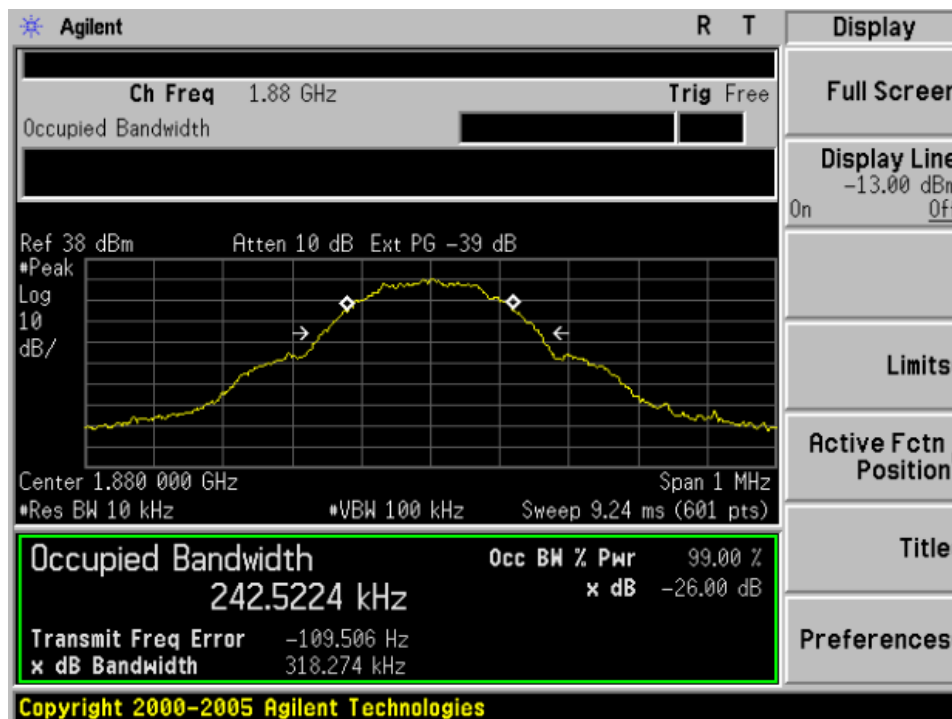 Agilent R T
Ch Freq 1.88 GHz Trig Free
Occupied Bandwidth
Ref 38 dBm Atten 10 dB Ext PG -39 dB
#Peak
Log
10
dB/
Center 1.880 000 GHz Span 1 MHz
#Res BW 10 kHz #VBW 100 kHz Sweep 9.24 ms (601 pts)
Occupied Bandwidth Occ BW % Pwr 99.00 %
242.5224 kHz x dB -26.00 dB
Transmit Freq Error -109.506 Hz
x dB Bandwidth 318.274 kHz
Copyright 2000-2005 Agilent Technologies
Display
Full Screen
Display Line
-13.00 dBm
On Off
Limits
Active Fctn
Position
Title
Preferences